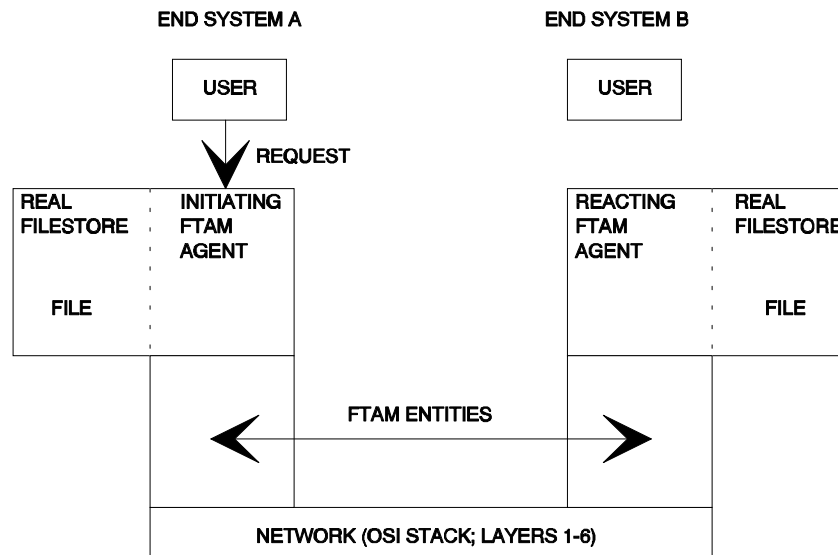 END SYSTEM A
END SYSTEM B
USER
USER
REQUEST
REAL
FILESTORE
INITIATING
FTAM
AGENT
REACTING
FTAM
AGENT
REAL
FILESTORE
FILE
FILE
FTAM ENTITIES
NETWORK (OSI STACK; LAYERS 1-6)